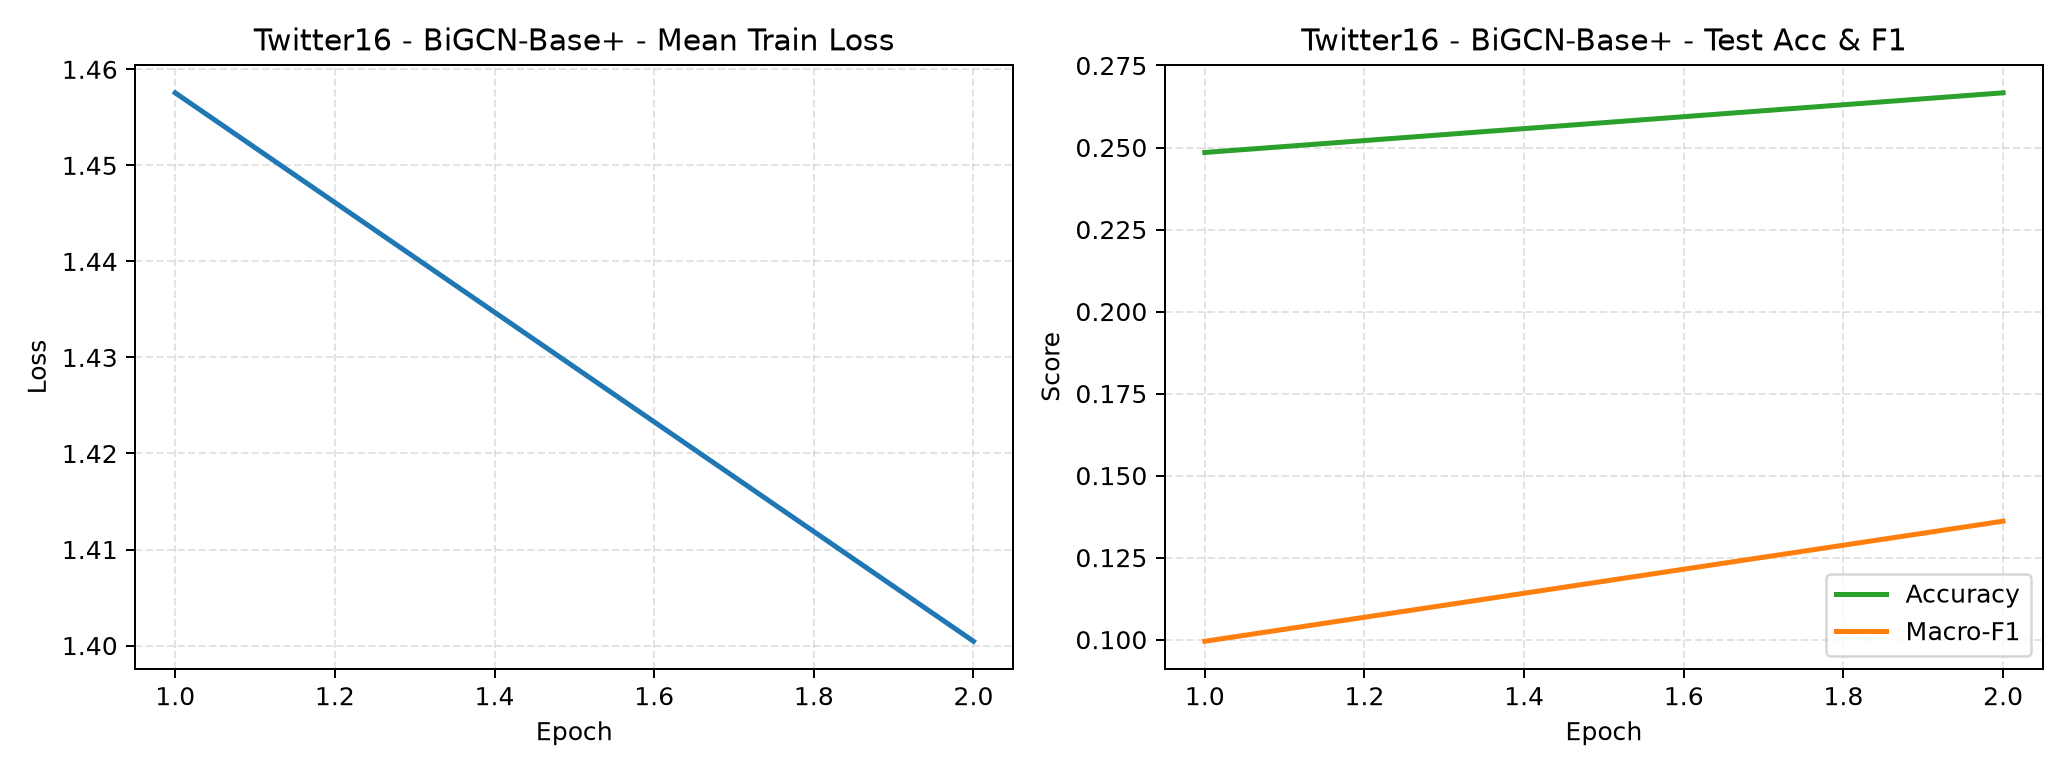 Twitter16 - BiGCN-Base+ - Mean Train Loss
1.46
1.45
1.44
1.43
1.42
1.41
1.40
Loss
1.0 1.2 1.4 1.6 1.8 2.0
Epoch
Twitter16 - BiGCN-Base+ - Test Acc & F1
0.275
0.250
0.225
0.200
0.175
0.150
0.125
0.100
Score
Accuracy
Macro-F1
1.0 1.2 1.4 1.6 1.8 2.0
Epoch